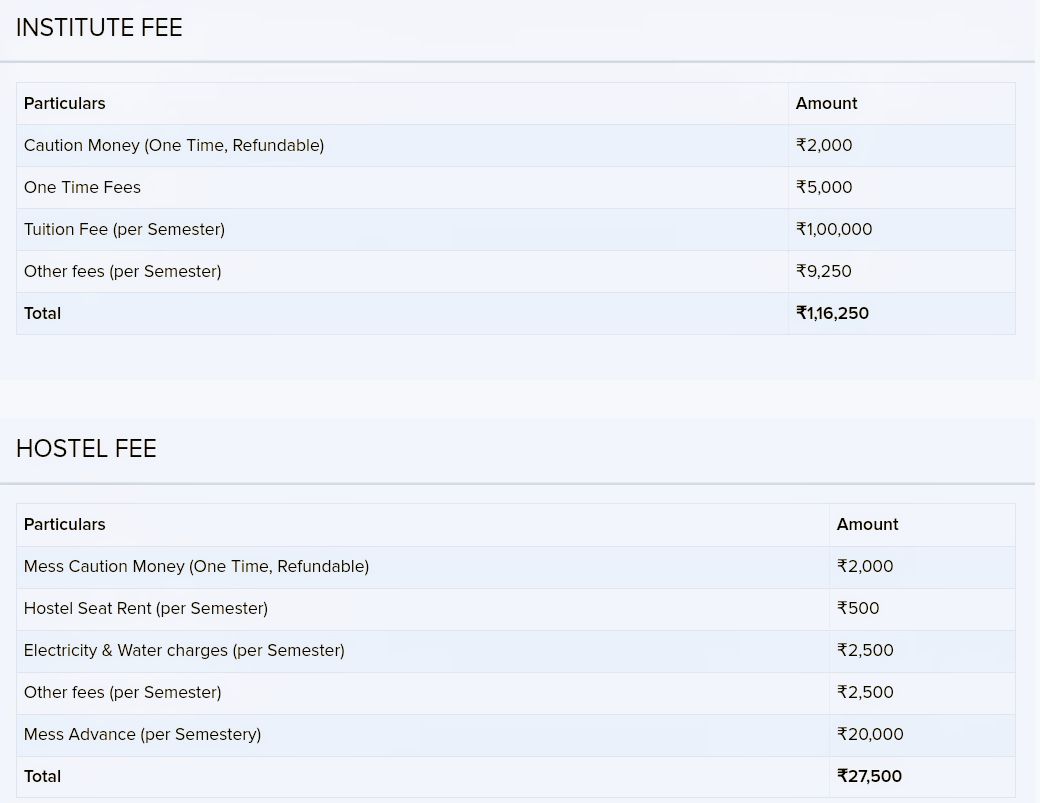 INSTITUTE FEE
Particulars Amount
Caution Money (One Time, Refundable) ₹2,000
One Time Fees ₹5,000
Tuition Fee (per Semester) ₹1,00,000
Other fees (per Semester) ₹9,250
Total ₹1,16,250
HOSTEL FEE
Particulars Amount
Mess Caution Money (One Time, Refundable) ₹2,000
Hostel Seat Rent (per Semester) ₹500
Electricity & Water charges (per Semester) ₹2,500
Other fees (per Semester) ₹2,500
Mess Advance (per Semestery) ₹20,000
Total ₹27,500